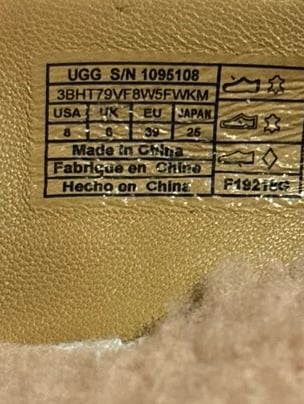 UGG S/N 1095108
3BHT79VF8W5FWKM
USA UK EU JAPAN
8 6 39 25
Made in China
Fabriqué en Chine
Hecho en China
F19218G